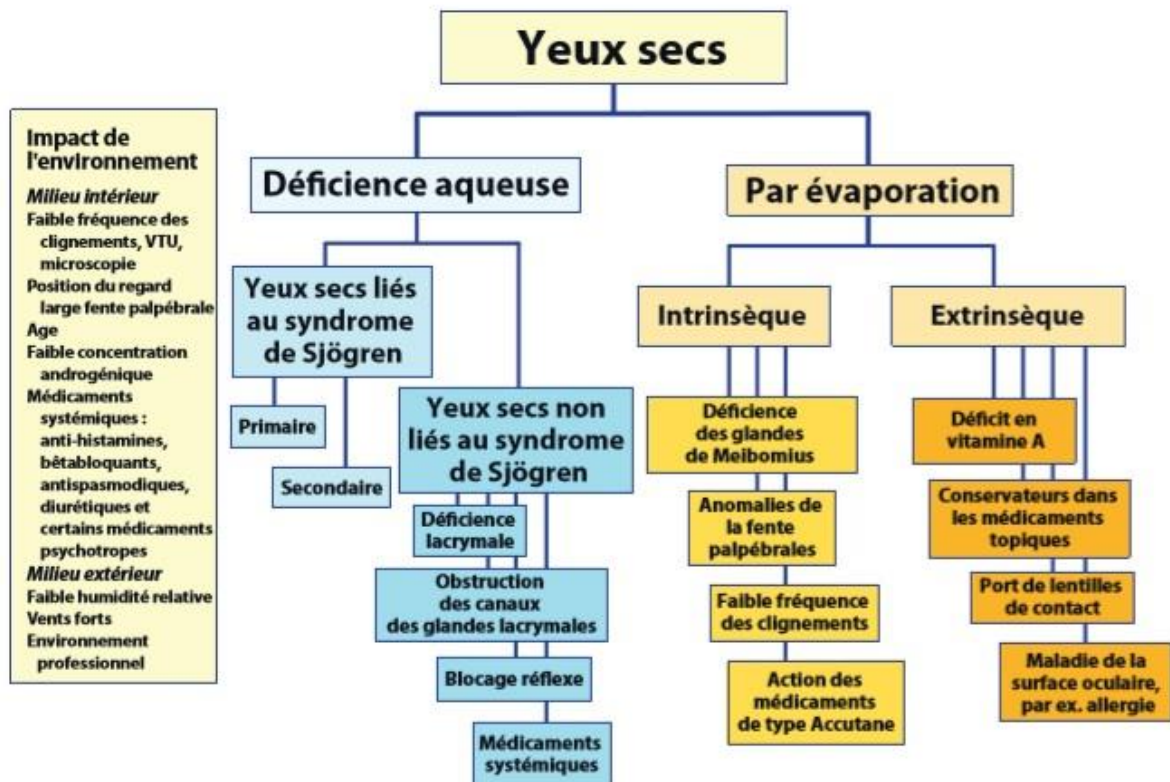 Yeux secs
Impact de
l'environnement
Milieu intérieur
Faible fréquence des
clignements, VTU,
microscopie
Position du regard
large fente palpébrale
Age
Faible concentration
androgénique
Médicaments
systémiques :
anti-histamines,
bêtabloquants,
antispasmodiques,
diurétiques et
certains médicaments
psychotropes
Milieu extérieur
Faible humidité relative
Vents forts
Environnement
professionnel
Déficience aqueuse
Yeux secs liés
au syndrome
de Sjögren
Primaire
Secondaire
Yeux secs non
liés au syndrome
de Sjögren
Déficience
lacrymale
Obstruction
des canaux
des glandes lacrymales
Blocage réflexe
Médicaments
systémiques
Par évaporation
Intrinsèque
Déficience
des glandes
de Meibomius
Anomalies de
la fente
palpébrales
Faible fréquence
des clignements
Action des
médicaments
de type Accutane
Extrinsèque
Déficit en
vitamine A
Conservateurs dans
les médicaments
topiques
Port de lentilles
de contact
Maladie de la
surface oculaire,
par ex. allergie